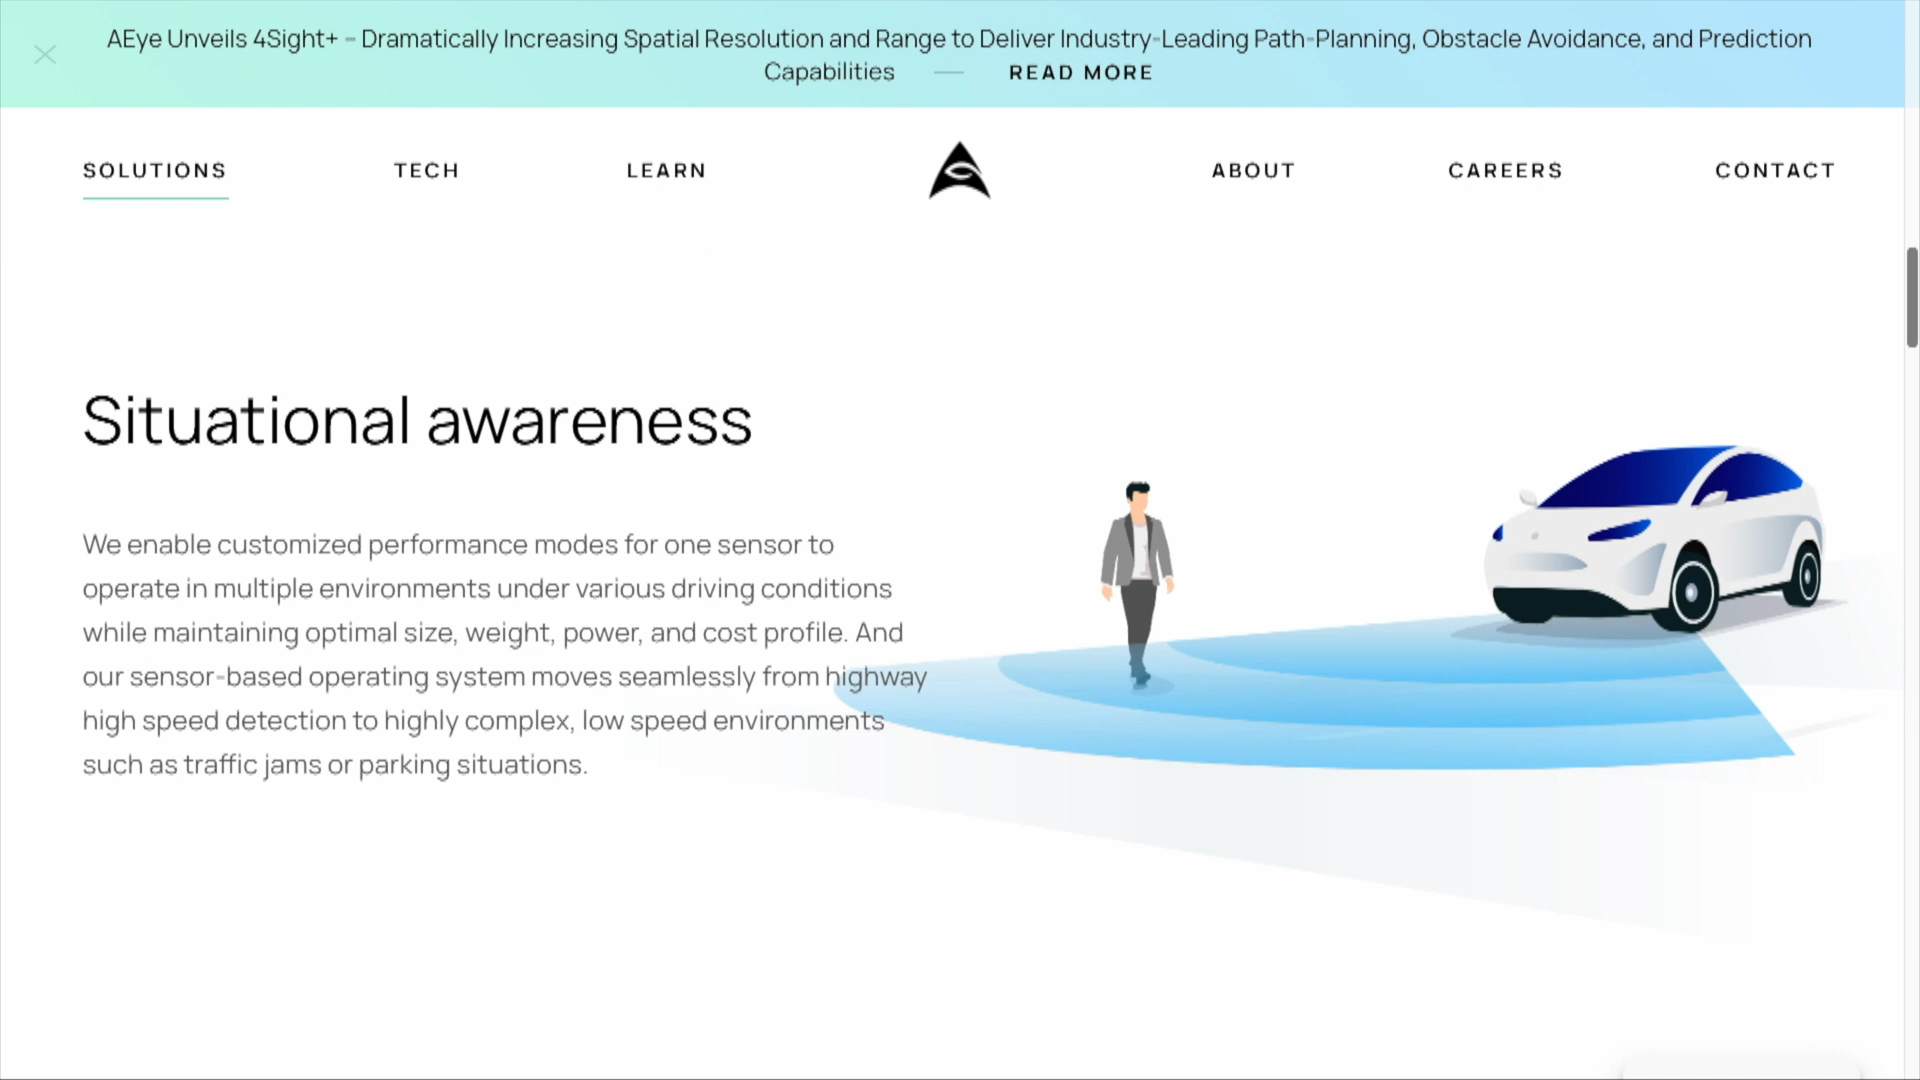 AEye Unveils 4Sight+ – Dramatically Increasing Spatial Resolution and Range to Deliver Industry-Leading Path-Planning, Obstacle Avoidance, and Prediction
Capabilities — READ MORE
SOLUTIONS TECH LEARN ABOUT CAREERS CONTACT
Situational awareness
We enable customized performance modes for one sensor to
operate in multiple environments under various driving conditions
while maintaining optimal size, weight, power, and cost profile. And
our sensor-based operating system moves seamlessly from highway
high speed detection to highly complex, low speed environments
such as traffic jams or parking situations.